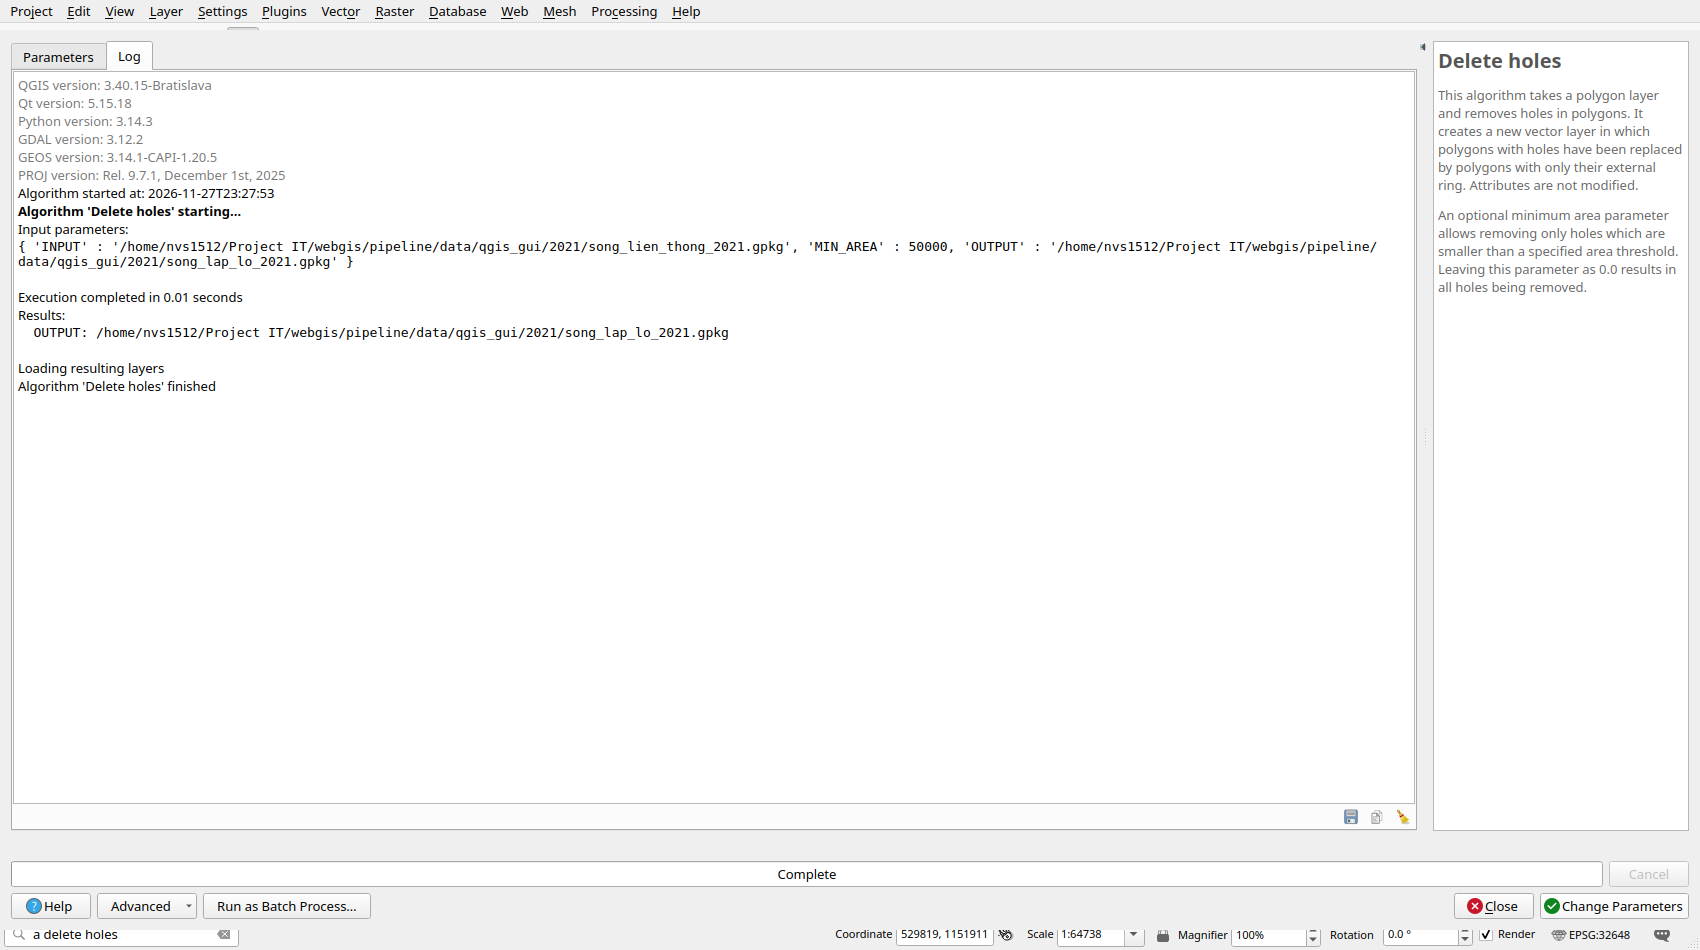 Project Edit View Layer Settings Plugins Vector Raster Database Web Mesh Processing Help
Parameters Log
QGIS version: 3.40.15-Bratislava
Qt version: 5.15.18
Python version: 3.14.3
GDAL version: 3.12.2
GEOS version: 3.14.1-CAPI-1.20.5
PROJ version: Rel. 9.7.1, December 1st, 2025
Algorithm started at: 2026-11-27T23:27:53
Algorithm 'Delete holes' starting...
Input parameters:
{ 'INPUT' : '/home/nvs1512/Project IT/webgis/pipeline/data/qgis_gui/2021/song_lien_thong_2021.gpkg', 'MIN_AREA' : 50000, 'OUTPUT' : '/home/nvs1512/Project IT/webgis/pipeline/
data/qgis_gui/2021/song_lap_lo_2021.gpkg' }
Execution completed in 0.01 seconds
Results:
OUTPUT: /home/nvs1512/Project IT/webgis/pipeline/data/qgis_gui/2021/song_lap_lo_2021.gpkg
Loading resulting layers
Algorithm 'Delete holes' finished
Delete holes
This algorithm takes a polygon layer
and removes holes in polygons. It
creates a new vector layer in which
polygons with holes have been replaced
by polygons with only their external
ring. Attributes are not modified.
An optional minimum area parameter
allows removing only holes which are
smaller than a specified area threshold.
Leaving this parameter as 0.0 results in
all holes being removed.
Complete Cancel
Help Advanced Run as Batch Process... Close Change Parameters
a delete holes Coordinate 529819, 1151911 Scale 1:64738 Magnifier 100% Rotation 0.0 ° Render EPSG:32648